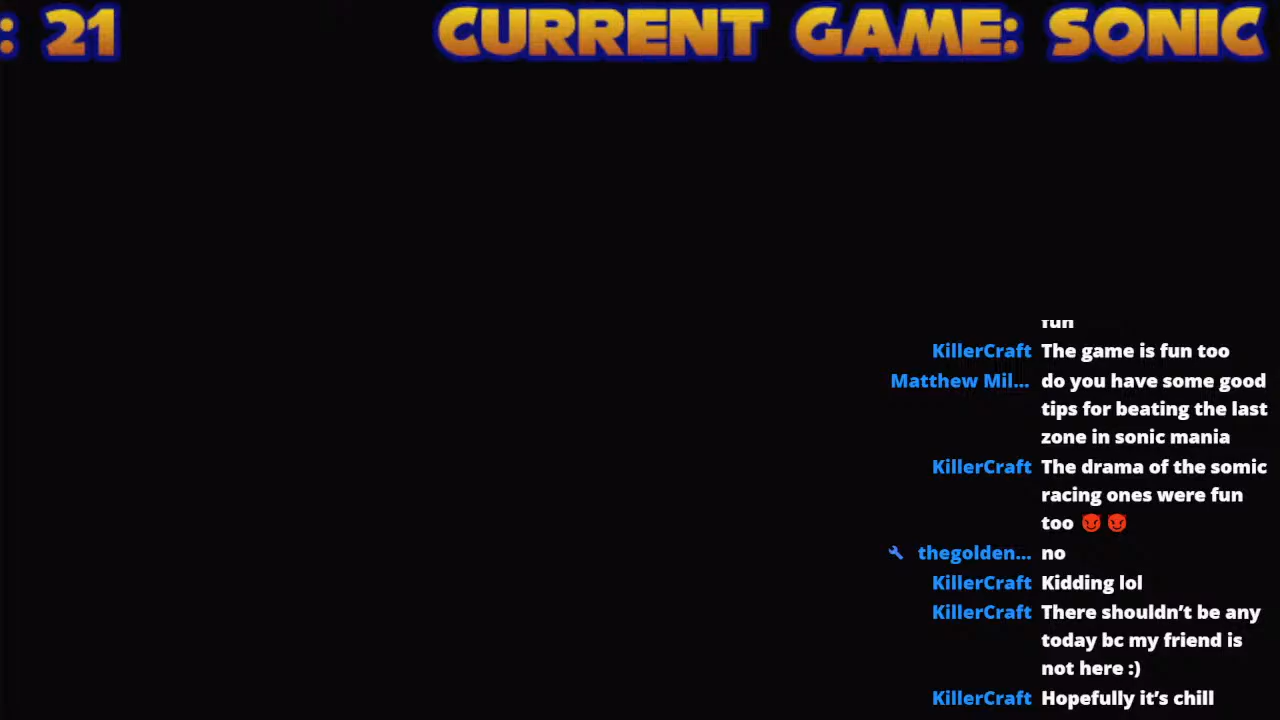 : 21 CURRENT GAME: SONIC
fun
KillerCraft The game is fun too
Matthew Mil... do you have some good
tips for beating the last
zone in sonic mania
KillerCraft The drama of the somic
racing ones were fun
too 😈 😈
thegolden... no
KillerCraft Kidding lol
KillerCraft There shouldn’t be any
today bc my friend is
not here :)
KillerCraft Hopefully it’s chill